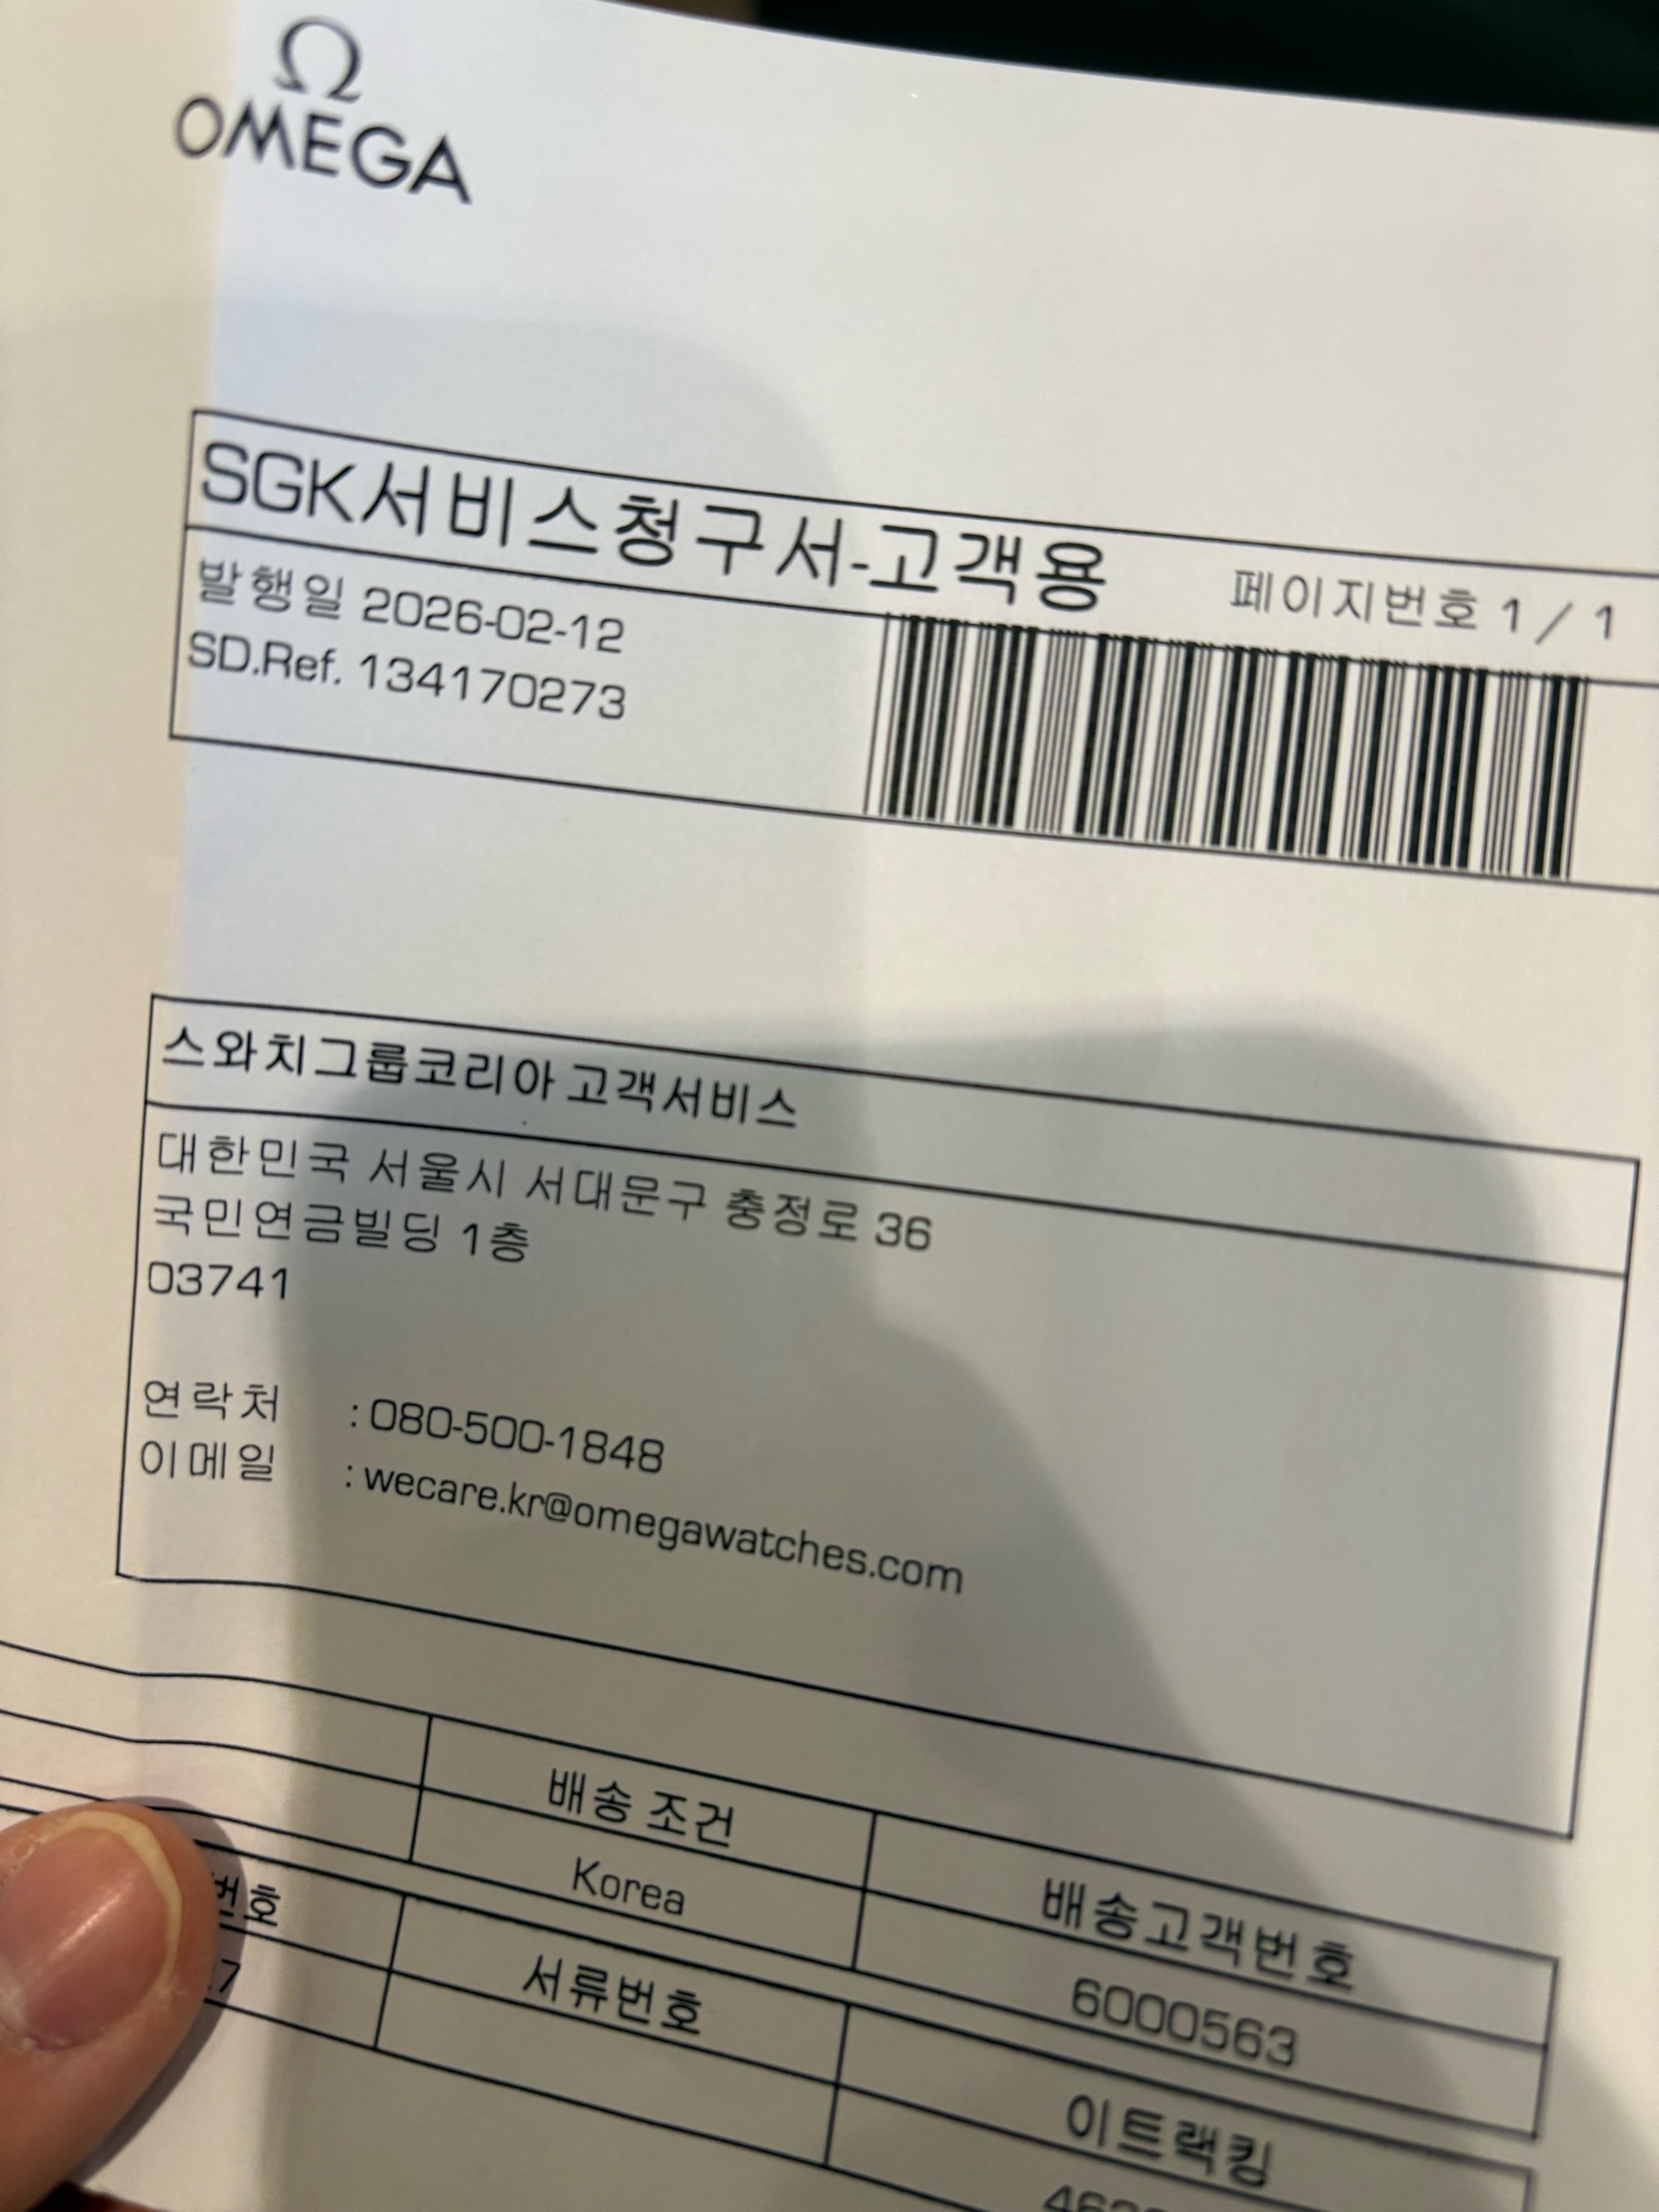 Ω
OMEGA
SGK서비스청구서-고객용 페이지번호 1 / 1
발행일 2026-02-12
SD.Ref. 134170273
스와치그룹코리아 고객서비스
대한민국 서울시 서대문구 충정로 36
국민연금빌딩 1층
03741
연락처 : 080-500-1848
이메일 : wecare.kr@omegawatches.com
배송 조건 배송고객번호
Korea 6000563
번호 서류번호 이트랙킹